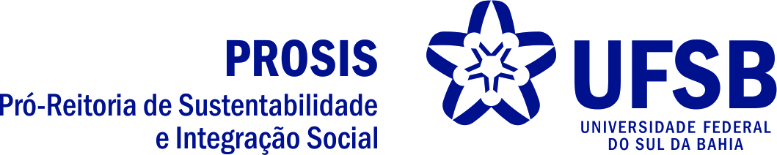 PROSIS
Pró-Reitoria de Sustentabilidade
e Integração Social
UFSB
UNIVERSIDADE FEDERAL
DO SUL DA BAHIA